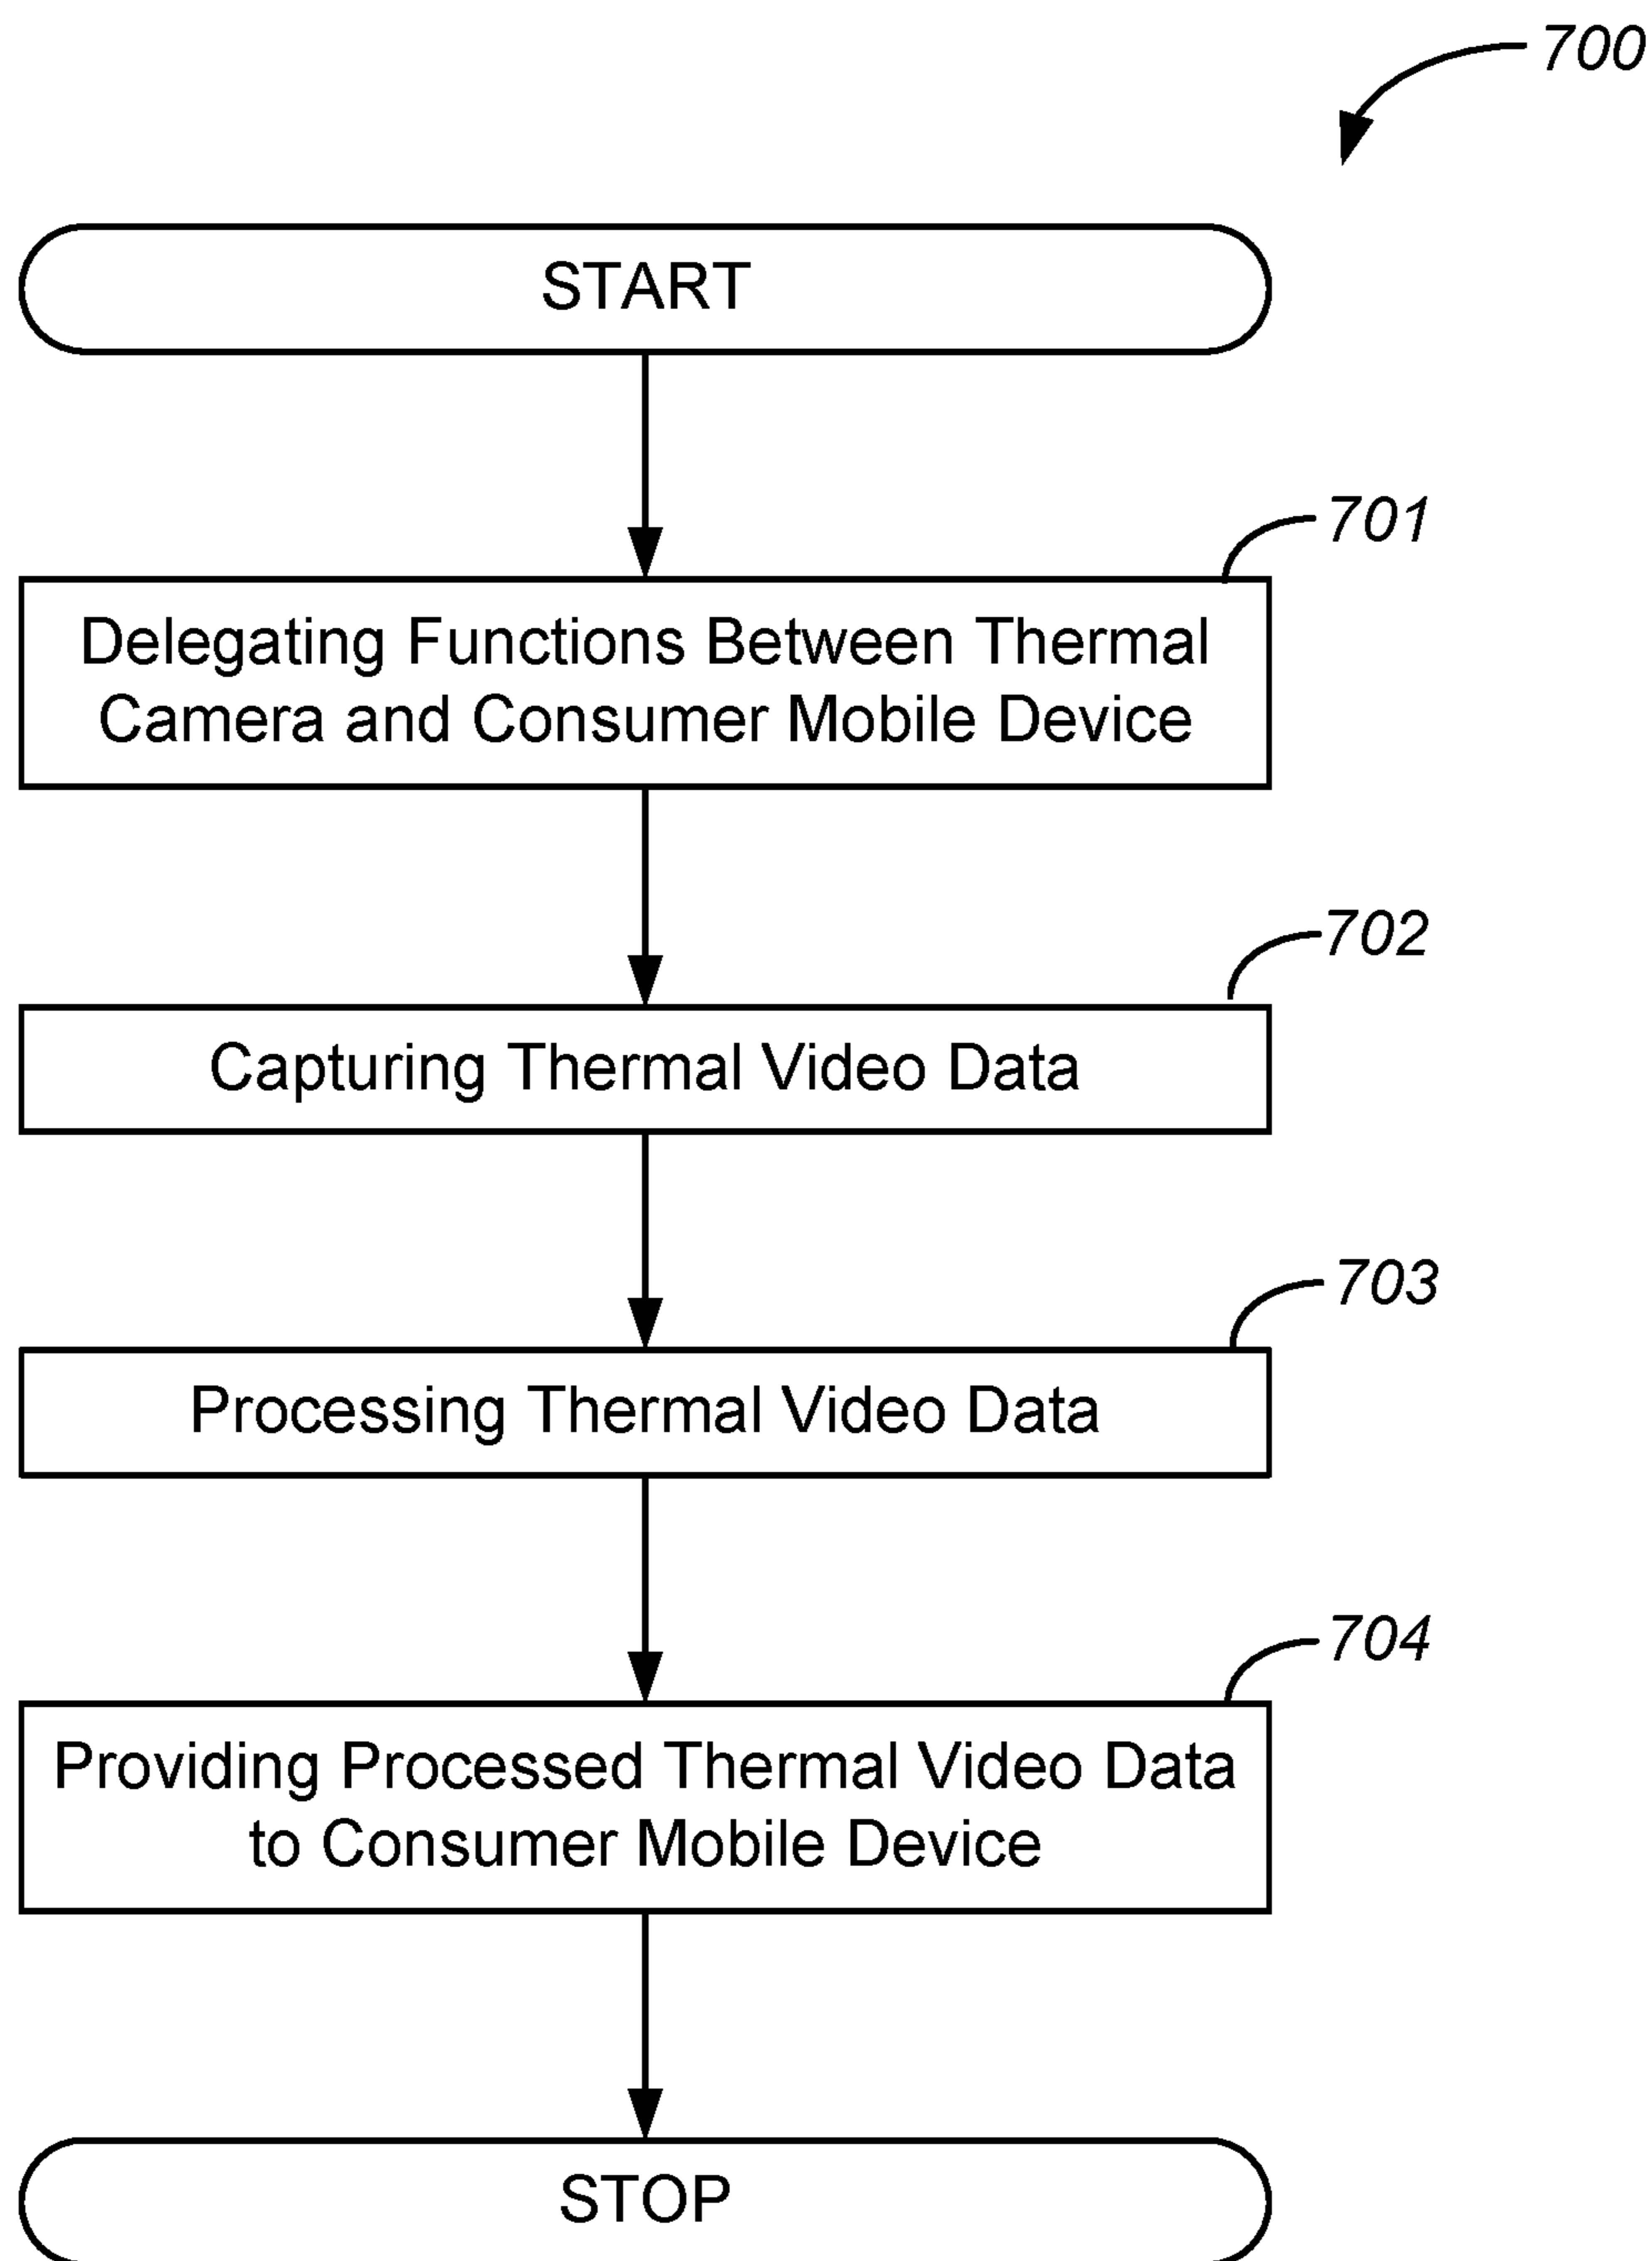 700
START
701
Delegating Functions Between Thermal
Camera and Consumer Mobile Device
702
Capturing Thermal Video Data
703
Processing Thermal Video Data
704
Providing Processed Thermal Video Data
to Consumer Mobile Device
STOP